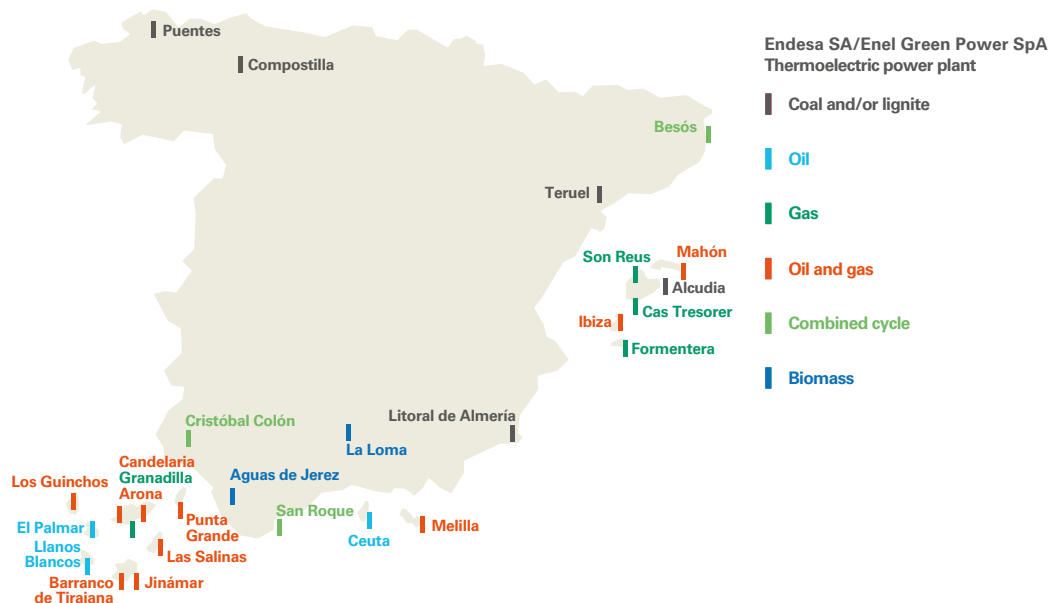 Puentes
Compostilla
Besós
Teruel
Son Reus
Mahón
Alcudia
Cas Tresorer
Ibiza
Formentera
Litoral de Almería
Cristóbal Colón
La Loma
Candelaria
Granadilla
Arona
Los Guinchos
Aguas de Jerez
El Palmar
Punta
Grande
San Roque
Melilla
Ceuta
Llanos
Blancos
Las Salinas
Barranco
de Tiraiana
Jinámar
Endesa SA/Enel Green Power SpA
Thermoelectric power plant
Coal and/or lignite
Oil
Gas
Oil and gas
Combined cycle
Biomass